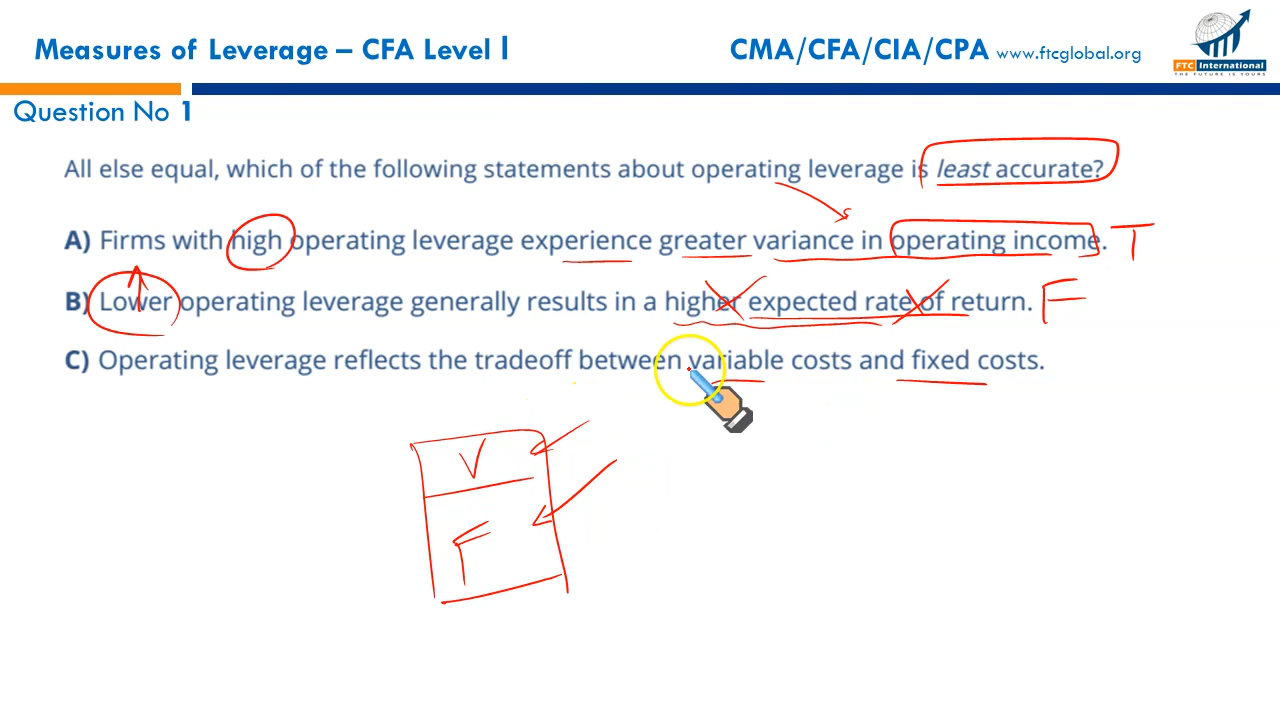 Measures of Leverage – CFA Level I
CMA/CFA/CIA/CPA www.ftcglobal.org
FTC International
THE FUTURE IS YOURS
Question No 1
All else equal, which of the following statements about operating leverage is least accurate?
A) Firms with high operating leverage experience greater variance in operating income. T
B) Lower operating leverage generally results in a higher expected rate of return. F
C) Operating leverage reflects the tradeoff between variable costs and fixed costs.
V
F